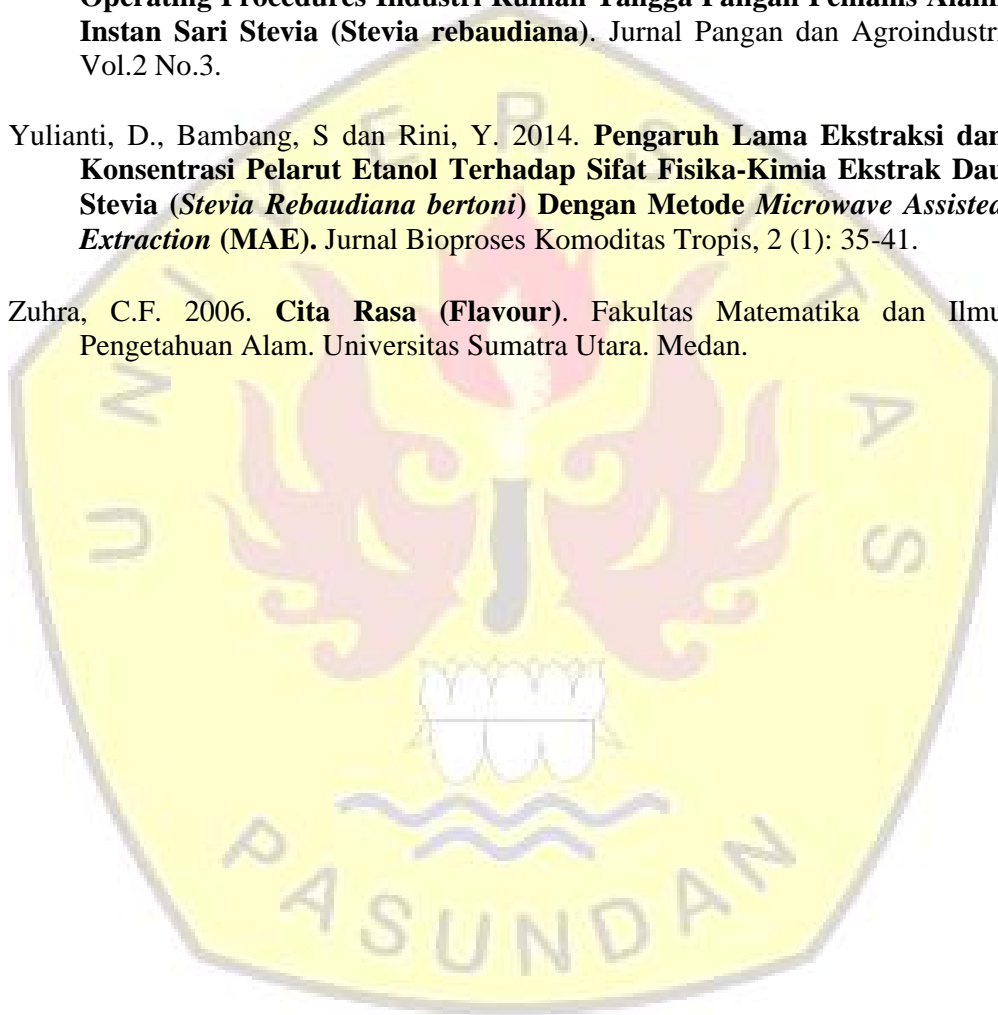 Operating Procedures Industri Rumah Tangga Pangan Pemanis Alami
Instan Sari Stevia (Stevia rebaudiana). Jurnal Pangan dan Agroindustri
Vol.2 No.3.
Yulianti, D., Bambang, S dan Rini, Y. 2014. Pengaruh Lama Ekstraksi dan
Konsentrasi Pelarut Etanol Terhadap Sifat Fisika-Kimia Ekstrak Dau
Stevia (Stevia Rebaudiana bertoni) Dengan Metode Microwave Assisted
Extraction (MAE). Jurnal Bioproses Komoditas Tropis, 2 (1): 35-41.
Zuhra, C.F. 2006. Cita Rasa (Flavour). Fakultas Matematika dan Ilmu
Pengetahuan Alam. Universitas Sumatra Utara. Medan.
UNIVERSITAS
PASUNDAN